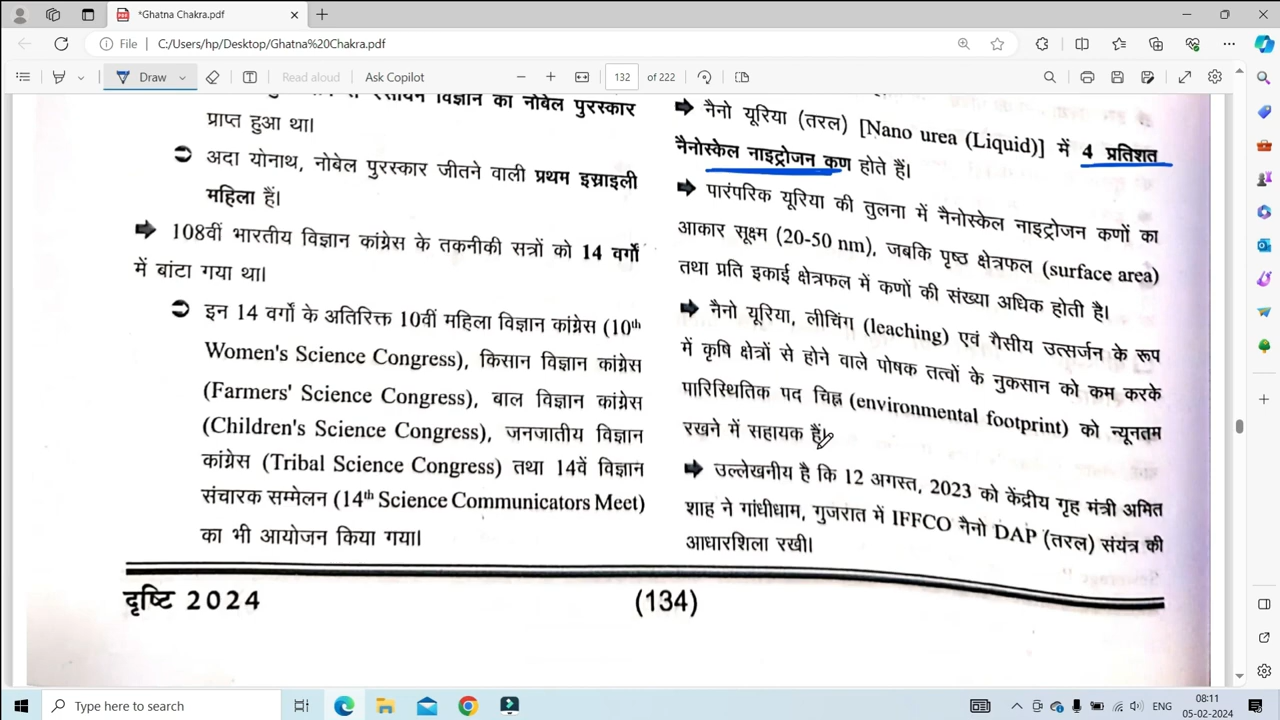 *Ghatna Chakra.pdf
File
C:/Users/hp/Desktop/Ghatna%20Chakra.pdf
Draw
Read aloud
Ask Copilot
132 of 222
विज्ञान का नोबेल पुरस्कार
प्राप्त हुआ था।
अदा योनाथ, नोबेल पुरस्कार जीतने वाली प्रथम इस्राइली
महिला हैं।
108वीं भारतीय विज्ञान कांग्रेस के तकनीकी सत्रों को 14 वर्गों
में बांटा गया था।
इन 14 वर्गों के अतिरिक्त 10वीं महिला विज्ञान कांग्रेस (10th
Women's Science Congress), किसान विज्ञान कांग्रेस
(Farmers' Science Congress), बाल विज्ञान कांग्रेस
(Children's Science Congress), जनजातीय विज्ञान
कांग्रेस (Tribal Science Congress) तथा 14वें विज्ञान
संचारक सम्मेलन (14th Science Communicators Meet)
का भी आयोजन किया गया।
नैनो यूरिया (तरल) [Nano urea (Liquid)] में 4 प्रतिशत
नैनोस्केल नाइट्रोजन कण होते हैं।
पारंपरिक यूरिया की तुलना में नैनोस्केल नाइट्रोजन कणों का
आकार सूक्ष्म (20-50 nm), जबकि पृष्ठ क्षेत्रफल (surface area)
तथा प्रति इकाई क्षेत्रफल में कणों की संख्या अधिक होती है।
नैनो यूरिया, लीचिंग (leaching) एवं गैसीय उत्सर्जन के रूप
में कृषि क्षेत्रों से होने वाले पोषक तत्वों के नुकसान को कम करके
पारिस्थितिक पद चिह्न (environmental footprint) को न्यूनतम
रखने में सहायक हैं।
उल्लेखनीय है कि 12 अगस्त, 2023 को केंद्रीय गृह मंत्री अमित
शाह ने गांधीधाम, गुजरात में IFFCO नैनो DAP (तरल) संयंत्र की
आधारशिला रखी।
दृष्टि 2024
(134)
Type here to search
ENG
08:11
05-02-2024